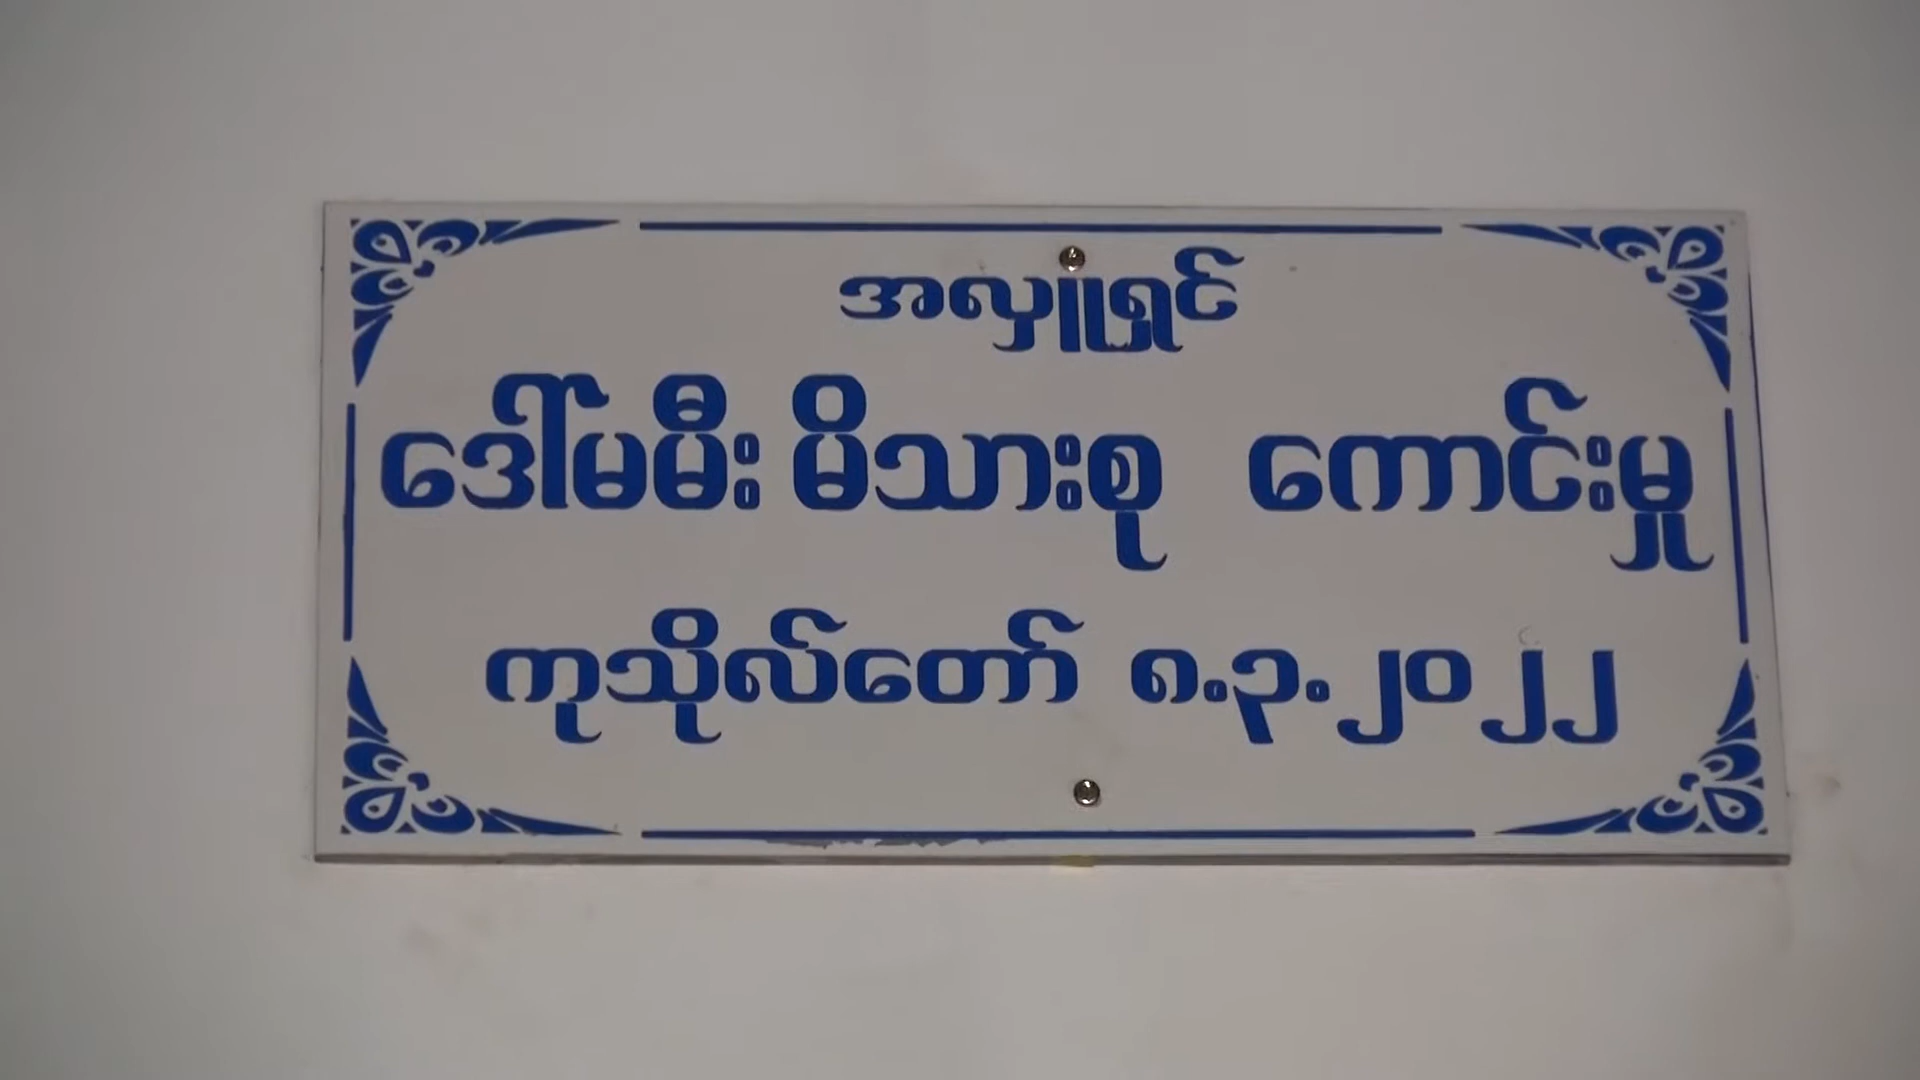 အလှူရှင်
ဒေါ်မမီး မိသားစု ကောင်းမှု
ကုသိုလ်တော် ၈.၃.၂၀၂၂